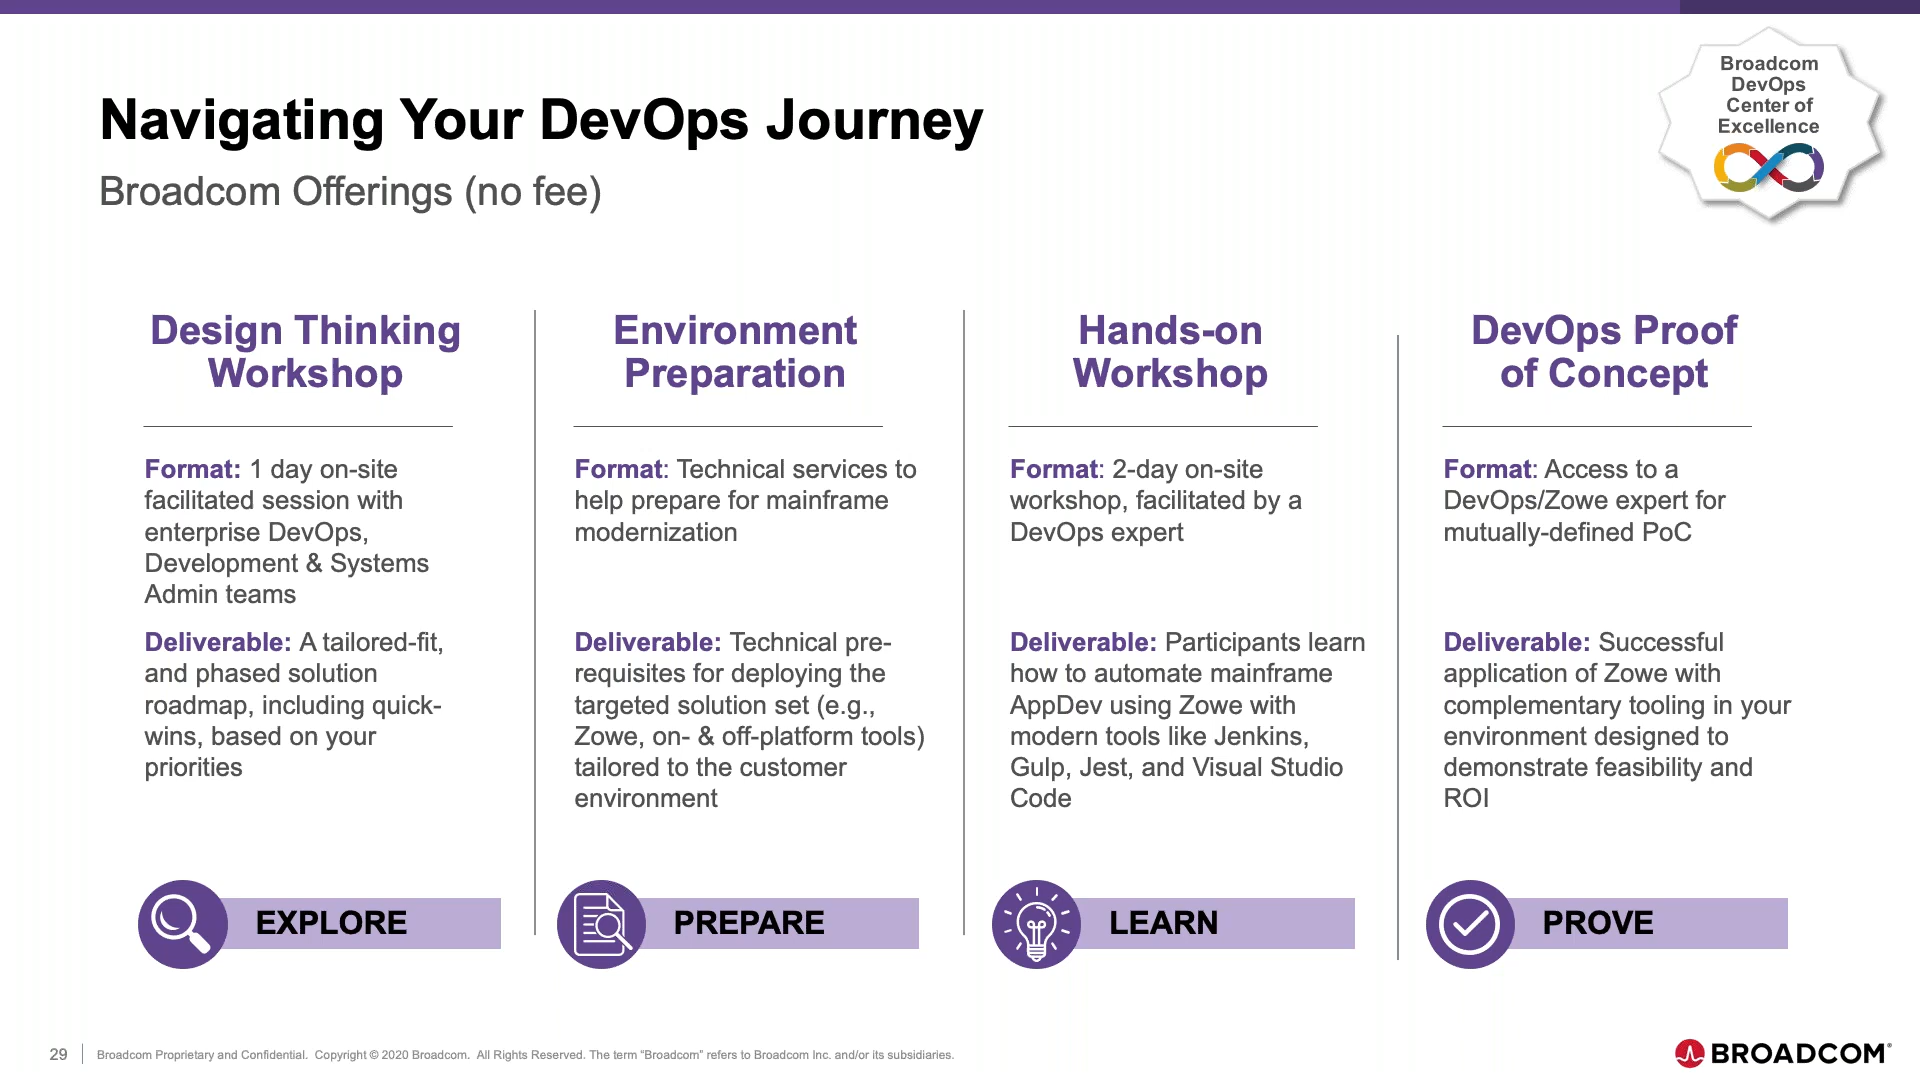 Broadcom
DevOps
Center of
Excellence
Navigating Your DevOps Journey
Broadcom Offerings (no fee)
Design Thinking
Workshop
Format: 1 day on-site
facilitated session with
enterprise DevOps,
Development & Systems
Admin teams
Deliverable: A tailored-fit,
and phased solution
roadmap, including quick-
wins, based on your
priorities
EXPLORE
Environment
Preparation
Format: Technical services to
help prepare for mainframe
modernization
Deliverable: Technical pre-
requisites for deploying the
targeted solution set (e.g.,
Zowe, on- & off-platform tools)
tailored to the customer
environment
PREPARE
Hands-on
Workshop
Format: 2-day on-site
workshop, facilitated by a
DevOps expert
Deliverable: Participants learn
how to automate mainframe
AppDev using Zowe with
modern tools like Jenkins,
Gulp, Jest, and Visual Studio
Code
LEARN
DevOps Proof
of Concept
Format: Access to a
DevOps/Zowe expert for
mutually-defined PoC
Deliverable: Successful
application of Zowe with
complementary tooling in your
environment designed to
demonstrate feasibility and
ROI
PROVE
29
Broadcom Proprietary and Confidential. Copyright © 2020 Broadcom. All Rights Reserved. The term “Broadcom” refers to Broadcom Inc. and/or its subsidiaries.
BROADCOM®